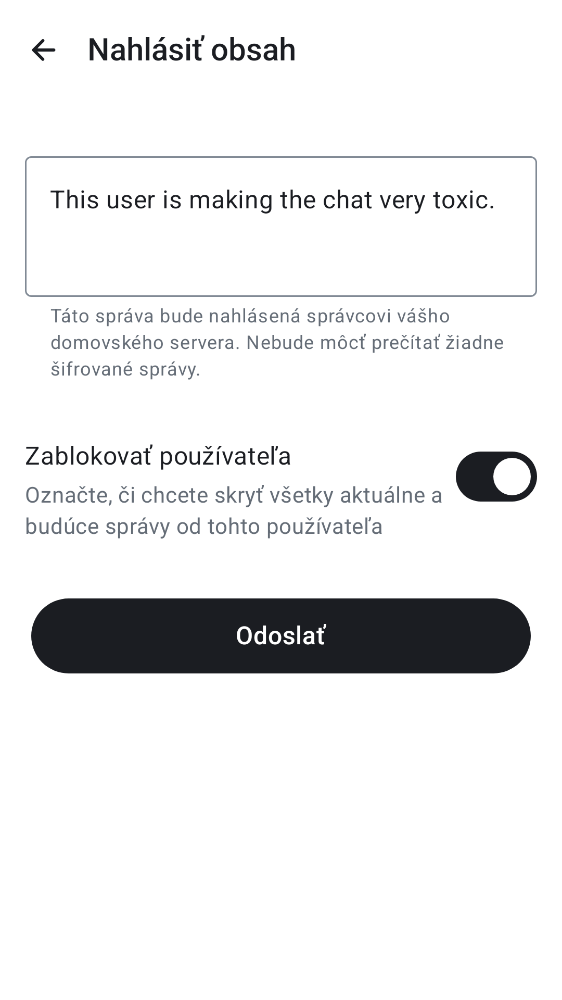 Nahlásiť obsah
This user is making the chat very toxic.
Táto správa bude nahlásená správcovi vášho
domovského servera. Nebude môcť prečítať žiadne
šifrované správy.
Zablokovať používateľa
Označte, či chcete skryť všetky aktuálne a
budúce správy od tohto používateľa
Odoslať